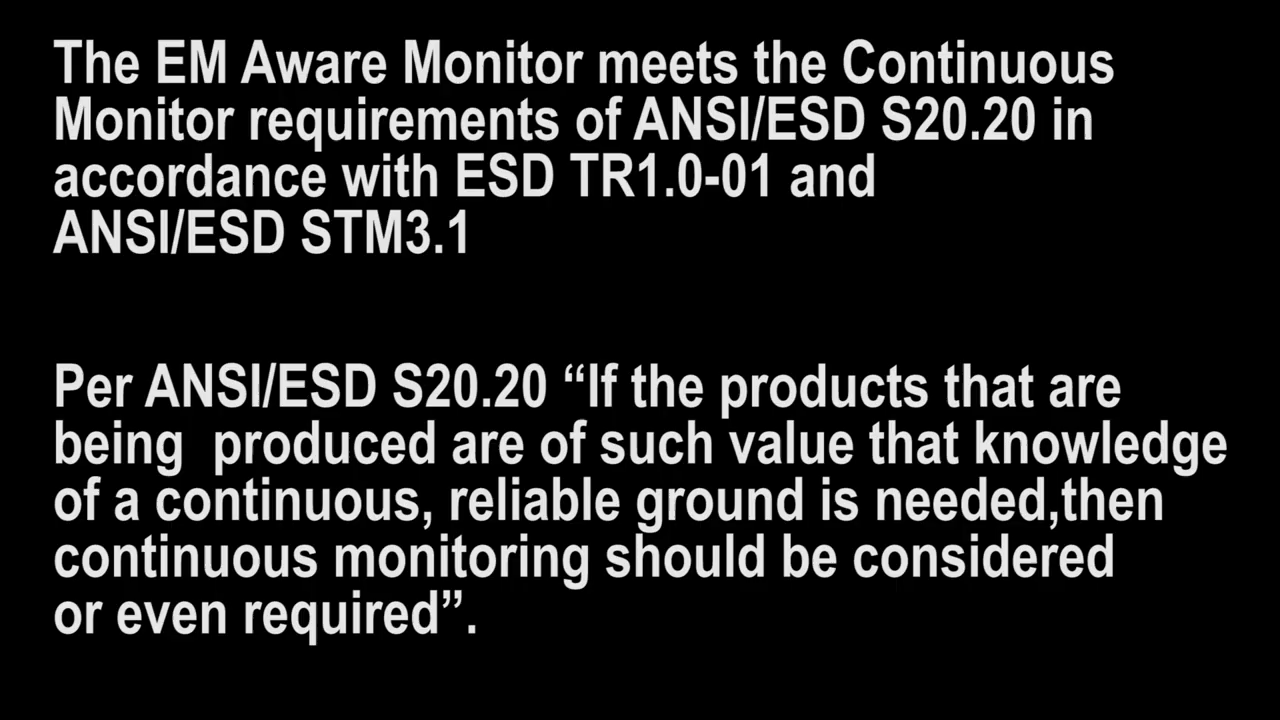 The EM Aware Monitor meets the Continuous
Monitor requirements of ANSI/ESD S20.20 in
accordance with ESD TR1.0-01 and
ANSI/ESD STM3.1
Per ANSI/ESD S20.20 “If the products that are
being  produced are of such value that knowledge
of a continuous, reliable ground is needed,then
continuous monitoring should be considered
or even required”.